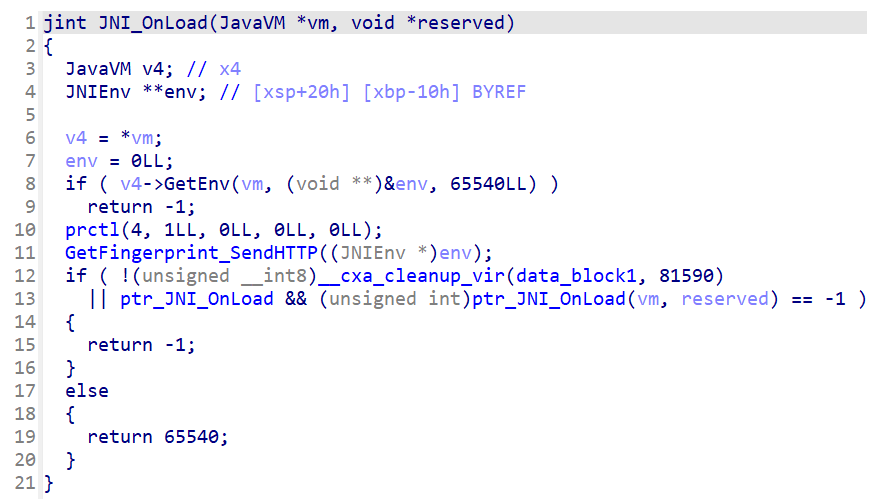 1 jint JNI_OnLoad(JavaVM *vm, void *reserved)
2 {
3 JavaVM v4; // x4
4 JNIEnv **env; // [xsp+20h] [xbp-10h] BYREF
5
6 v4 = *vm;
7 env = 0LL;
8 if ( v4->GetEnv(vm, (void **)&env, 65540LL) )
9 return -1;
10 prctl(4, 1LL, 0LL, 0LL, 0LL);
11 GetFingerprint_SendHTTP((JNIEnv *)env);
12 if ( !(unsigned __int8)__cxa_cleanup_vir(data_block1, 81590)
13 || ptr_JNI_OnLoad && (unsigned int)ptr_JNI_OnLoad(vm, reserved) == -1 )
14 {
15 return -1;
16 }
17 else
18 {
19 return 65540;
20 }
21 }